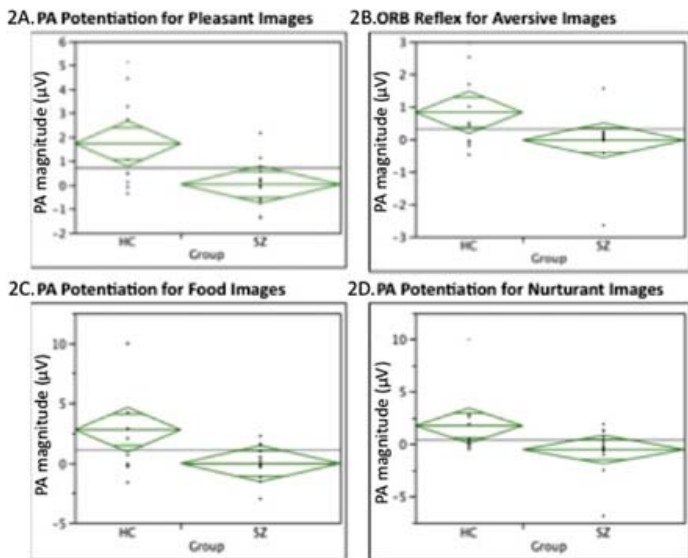 2A. PA Potentiation for Pleasant Images
PA magnitude (μV)
6
5
4
3
2
1
0
-1
-2
HC
SZ
Group
2B. ORB Reflex for Aversive Images
PA magnitude (μV)
3
2
1
0
-1
-2
-3
HC
SZ
Group
2C. PA Potentiation for Food Images
PA magnitude (μV)
10
5
0
-5
HC
SZ
Group
2D. PA Potentiation for Nurturant Images
PA magnitude (μV)
10
5
0
-5
HC
SZ
Group